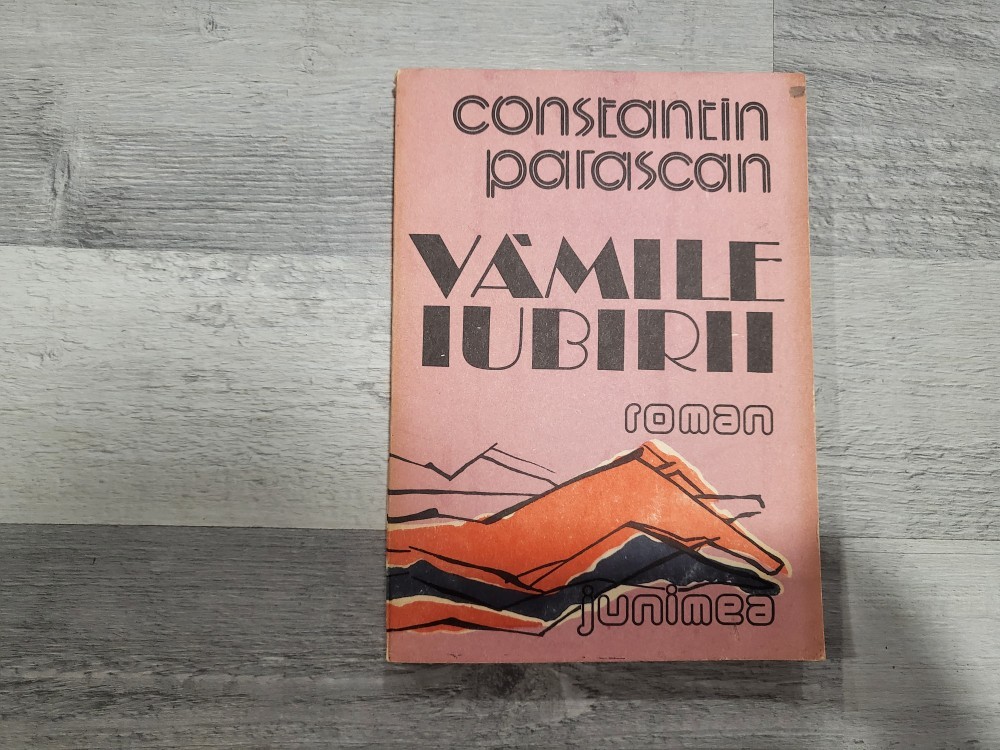 constantin
parascan
VĂMILE
IUBIRII
roman
junimea